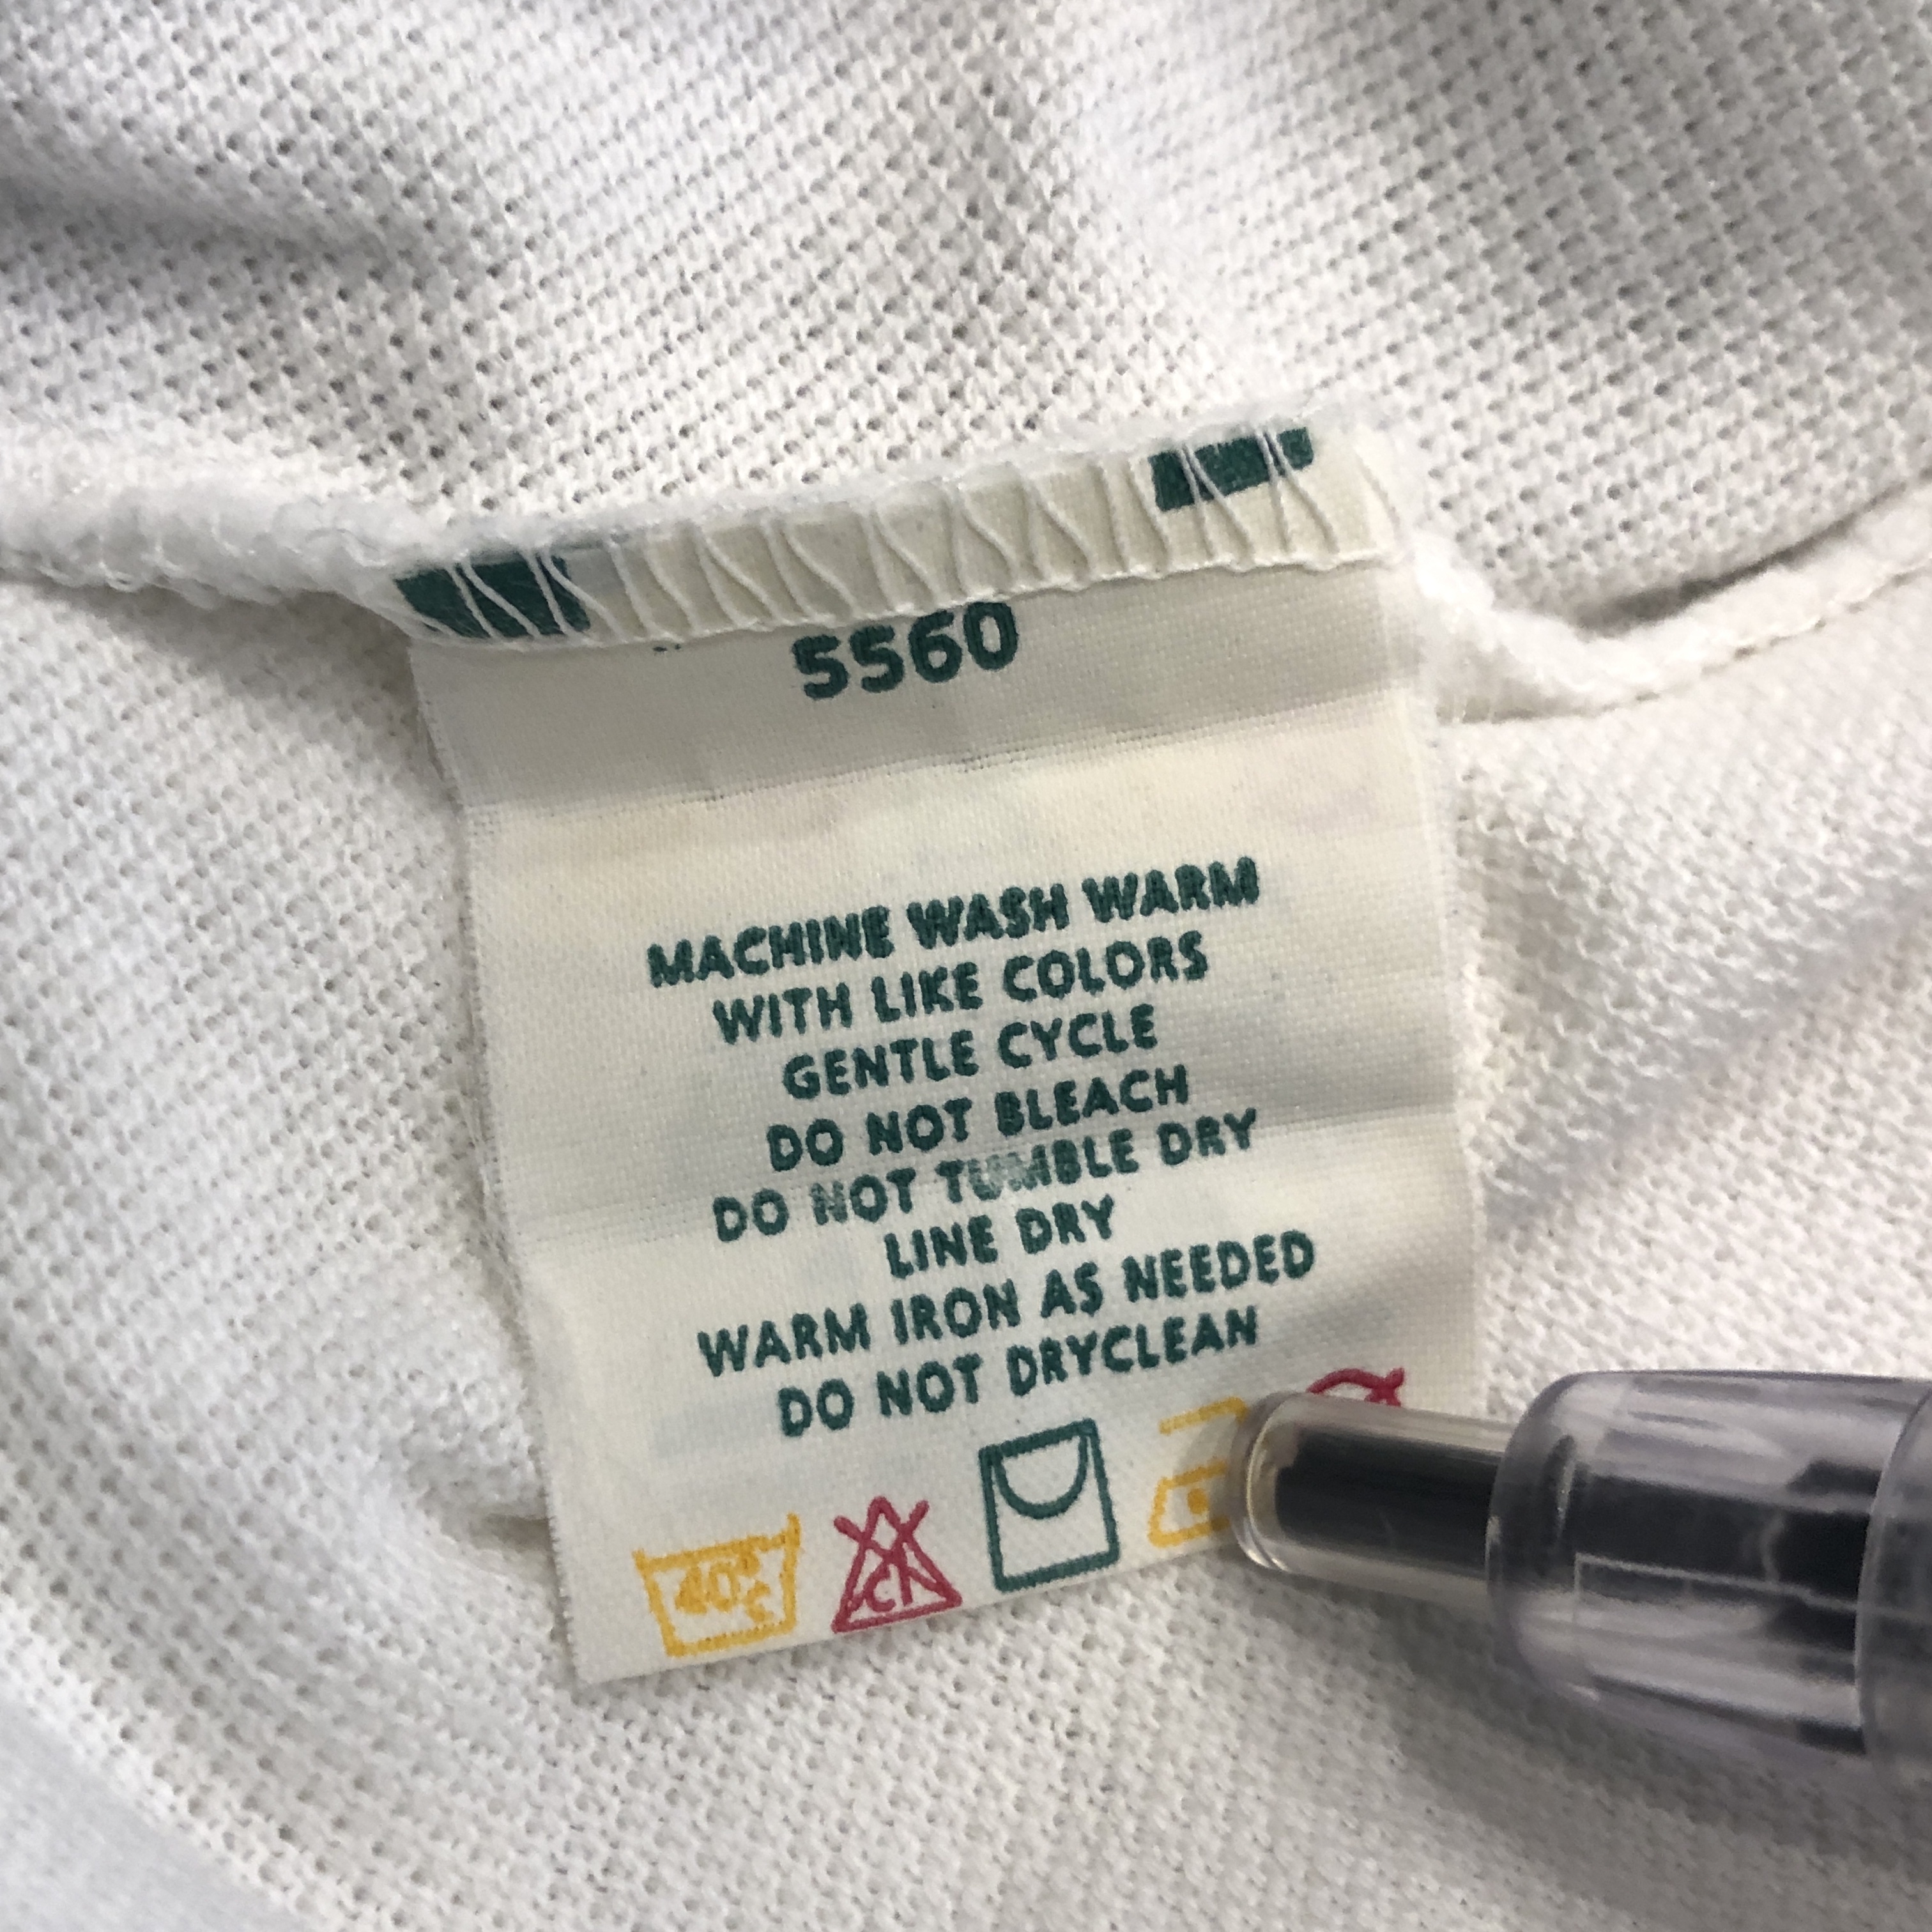 5560
MACHINE WASH WARM
WITH LIKE COLORS
GENTLE CYCLE
DO NOT BLEACH
DO NOT TUMBLE DRY
LINE DRY
WARM IRON AS NEEDED
DO NOT DRYCLEAN
40°C
Cl